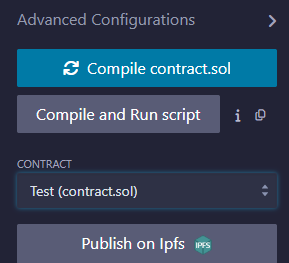 Advanced Configurations
Compile contract.sol
Compile and Run script
CONTRACT
Test (contract.sol)
Publish on Ipfs IPFS